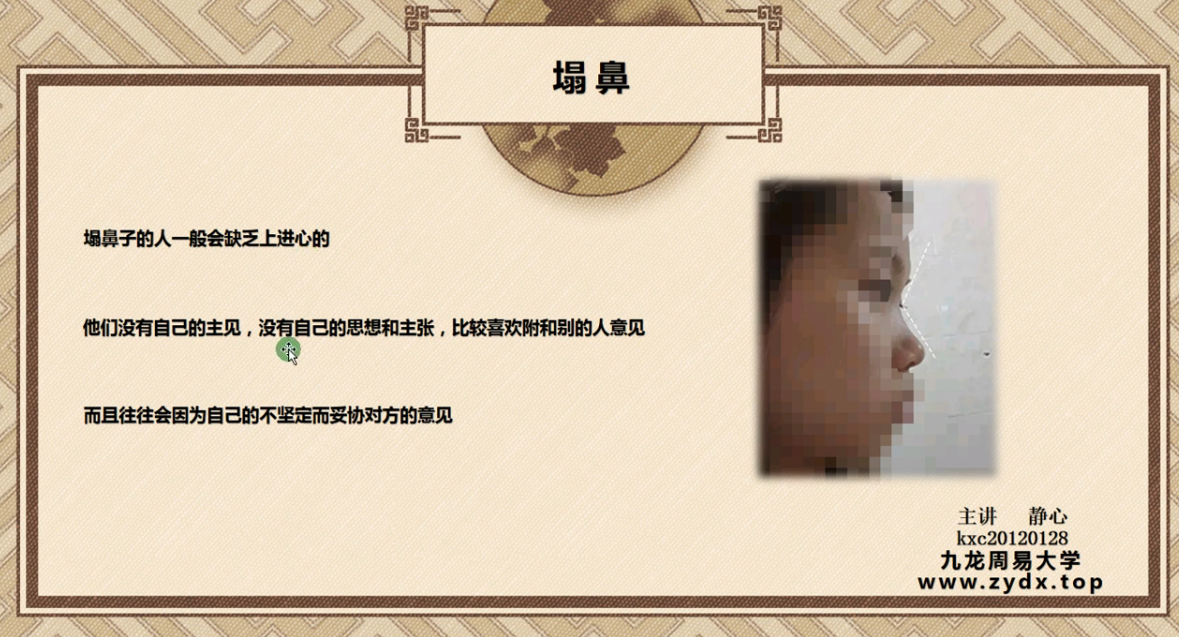 塌鼻
塌鼻子的人一般会缺乏上进心的
他们没有自己的主见，没有自己的思想和主张，比较喜欢附和别的人意见
而且往往会因为自己的不坚定而妥协对方的意见
主讲 静心
kxc20120128
九龙周易大学
www.zydx.top